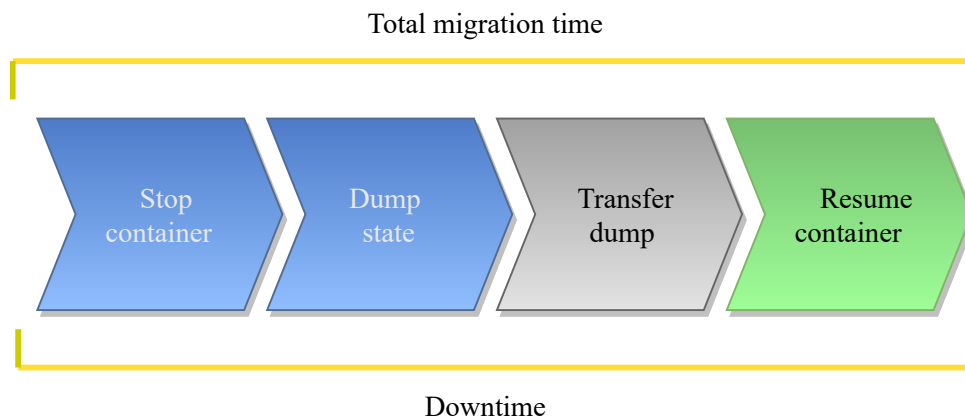 Total migration time
Stop
container
Dump
state
Transfer
dump
Resume
container
Downtime